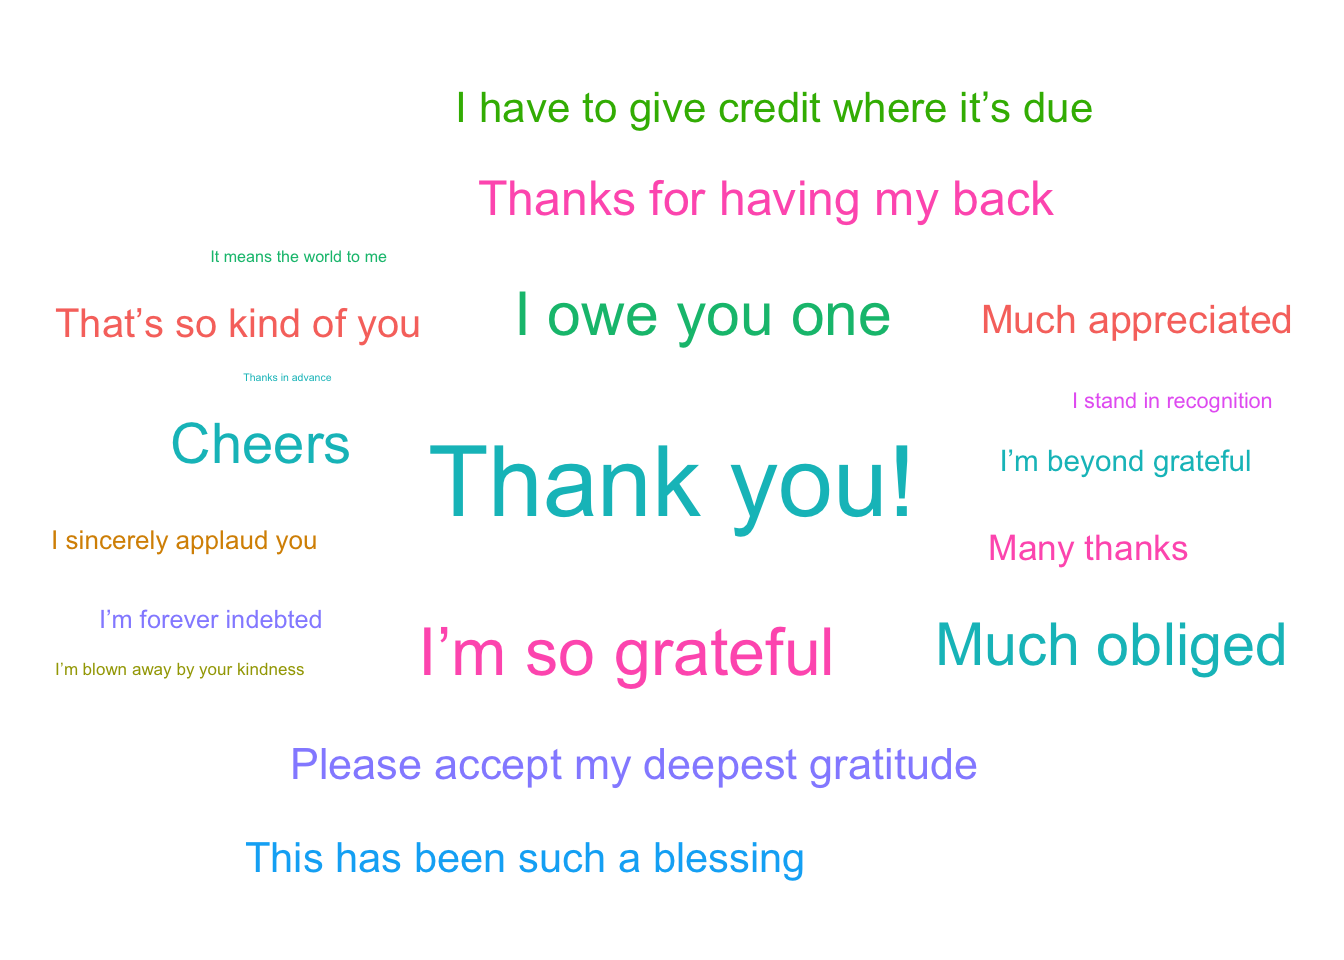 I have to give credit where it’s due
Thanks for having my back
It means the world to me
That’s so kind of you
I owe you one
Much appreciated
Thanks in advance
I stand in recognition
Cheers
Thank you!
I’m beyond grateful
I sincerely applaud you
Many thanks
I’m forever indebted
I’m so grateful
Much obliged
I’m blown away by your kindness
Please accept my deepest gratitude
This has been such a blessing